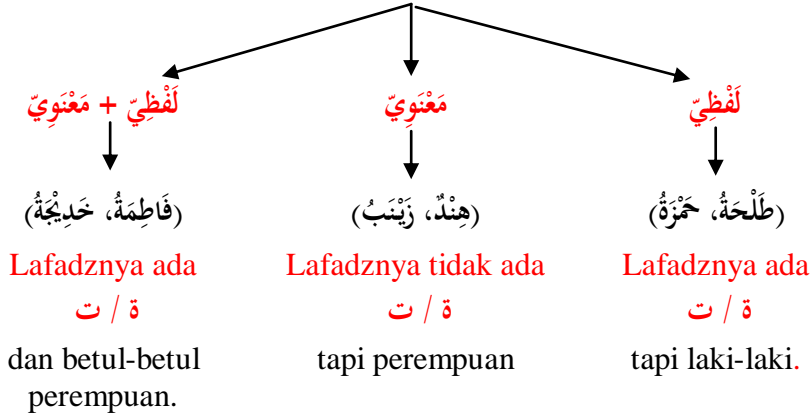 لَفْظِيّ + مَعْنَوِيّ
مَعْنَوِيّ
لَفْظِيّ
(فَاطِمَةُ، خَدِيْجَةُ)
(هِنْدٌ، زَيْنَبُ)
(طَلْحَةُ، حَمْزَةُ)
Lafadznya ada
ة / ت
dan betul-betul
perempuan.
Lafadznya tidak ada
ة / ت
tapi perempuan
Lafadznya ada
ة / ت
tapi laki-laki.